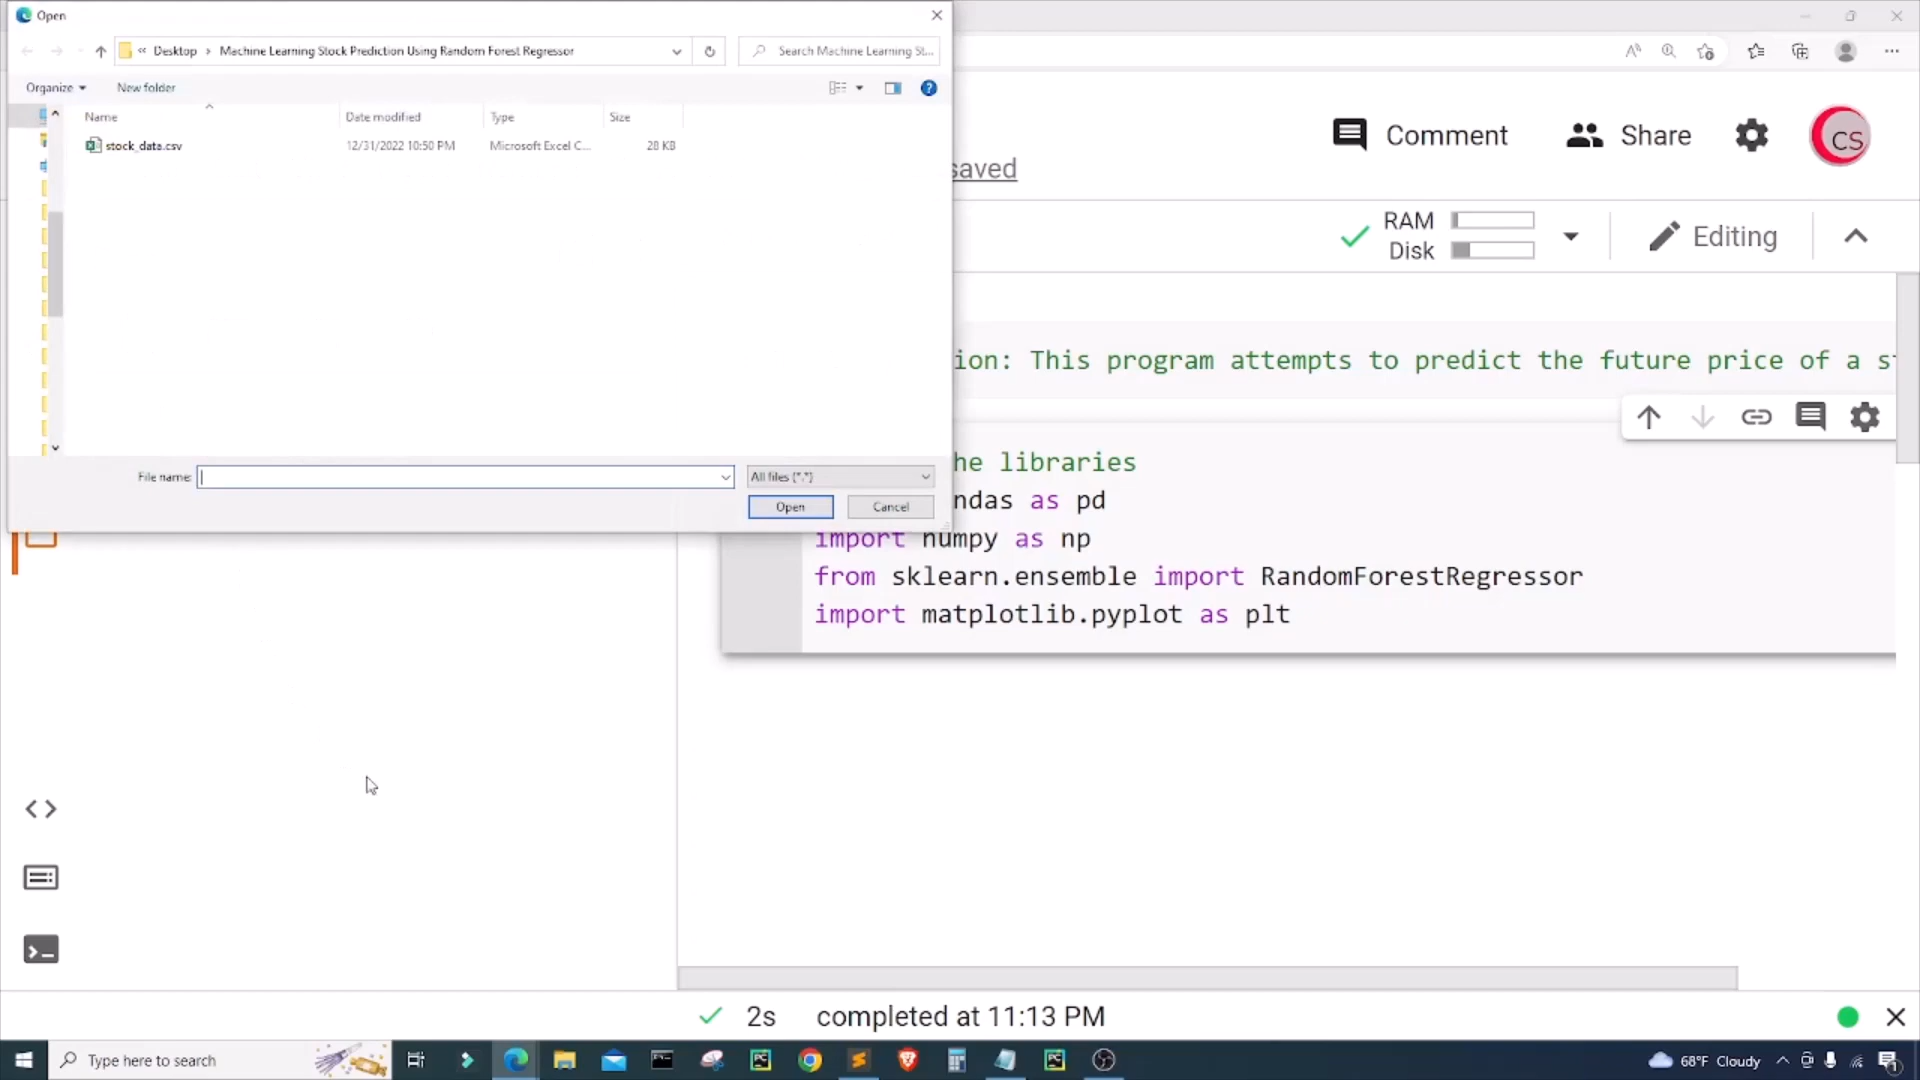 Open
« Desktop > Machine Learning Stock Prediction Using Random Forest Regressor
Search Machine Learning St...
Organize
New folder
Name
Date modified
Type
Size
stock_data.csv
12/31/2022 10:50 PM
Microsoft Excel C...
28 KB
File name:
All files (*.*)
Open
Cancel
saved
Comment
Share
CS
RAM
Disk
Editing
ion: This program attempts to predict the future price of a st
he libraries
ndas as pd
import numpy as np
from sklearn.ensemble import RandomForestRegressor
import matplotlib.pyplot as plt
2s completed at 11:13 PM
Type here to search
68°F Cloudy